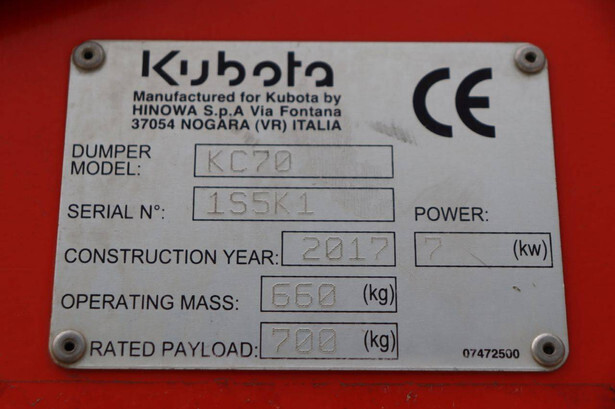 Kubota
CE
Manufactured for Kubota by
HINOWA S.p.A Via Fontana
37054 NOGARA (VR) ITALIA
DUMPER
MODEL: KC70
SERIAL N°: 1S5K1
POWER:
CONSTRUCTION YEAR: 2017 7 (kw)
OPERATING MASS: 660 (kg)
RATED PAYLOAD: 700 (kg)
07472500